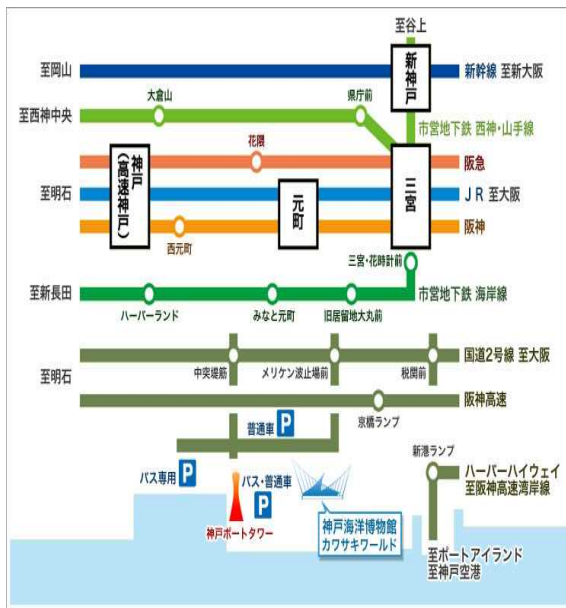 至谷上
至岡山
新神戸
新幹線 至新大阪
大倉山
県庁前
至西神中央
市営地下鉄 西神・山手線
花隈
阪急
神戸
(高速神戸)
至明石
元町
三宮
JR 至大阪
阪神
西元町
三宮・花時計前
至新長田
市営地下鉄 海岸線
ハーバーランド
みなと元町
旧居留地大丸前
国道2号線 至大阪
中突堤筋
メリケン波止場前
税関前
至明石
阪神高速
京橋ランプ
普通車 P
新港ランプ
バス専用 P
バス・普通車
P
ハーバーハイウェイ
至阪神高速湾岸線
神戸ポートタワー
神戸海洋博物館
カワサキワールド
至ポートアイランド
至神戸空港